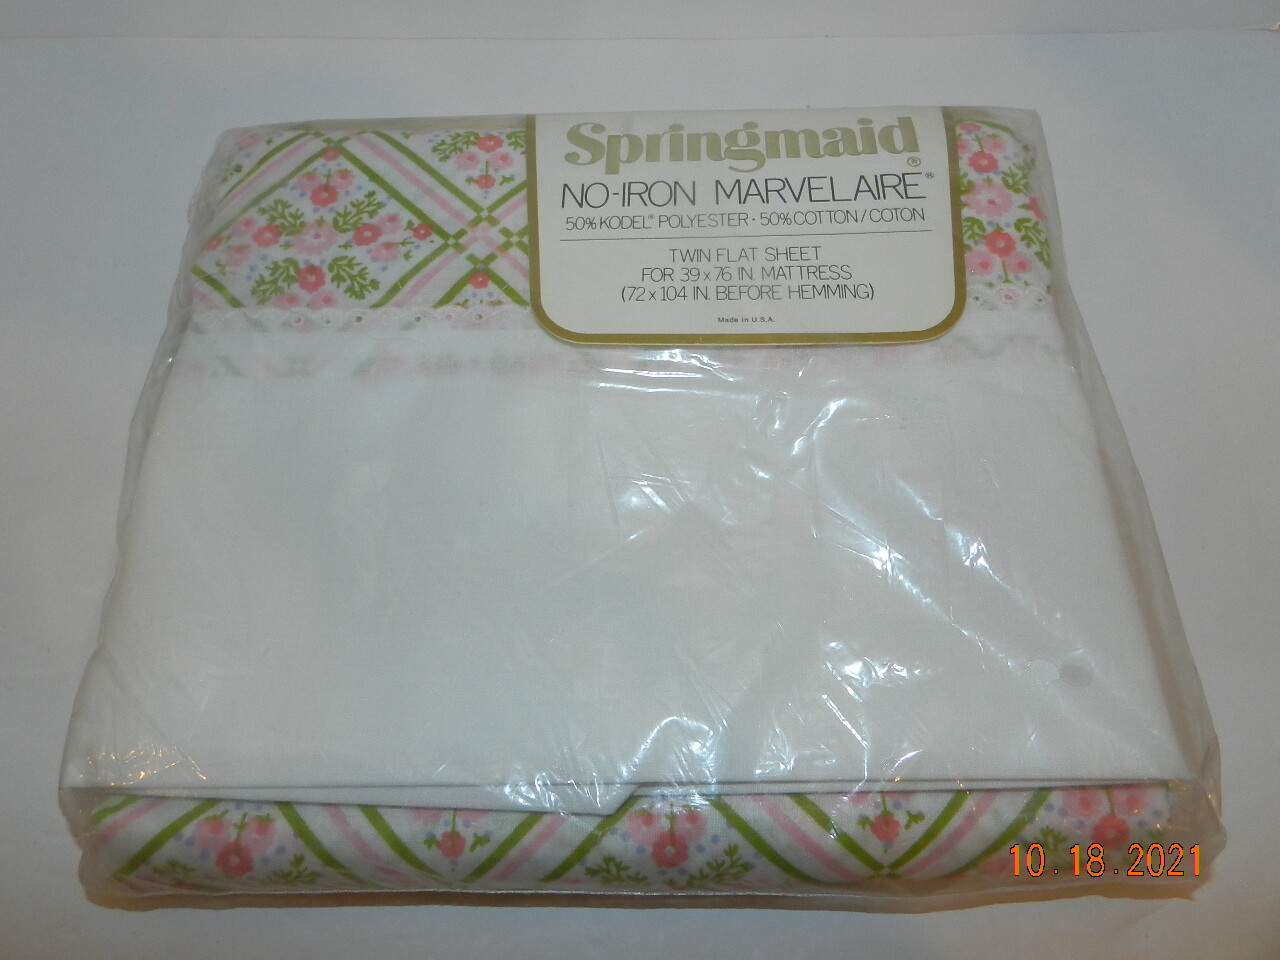 Springmaid®
NO-IRON MARVELAIRE®
50% KODEL® POLYESTER · 50% COTTON/COTON
TWIN FLAT SHEET
FOR 39 x 76 IN. MATTRESS
(72 x 104 IN. BEFORE HEMMING)
Made in U.S.A.
10.18.2021